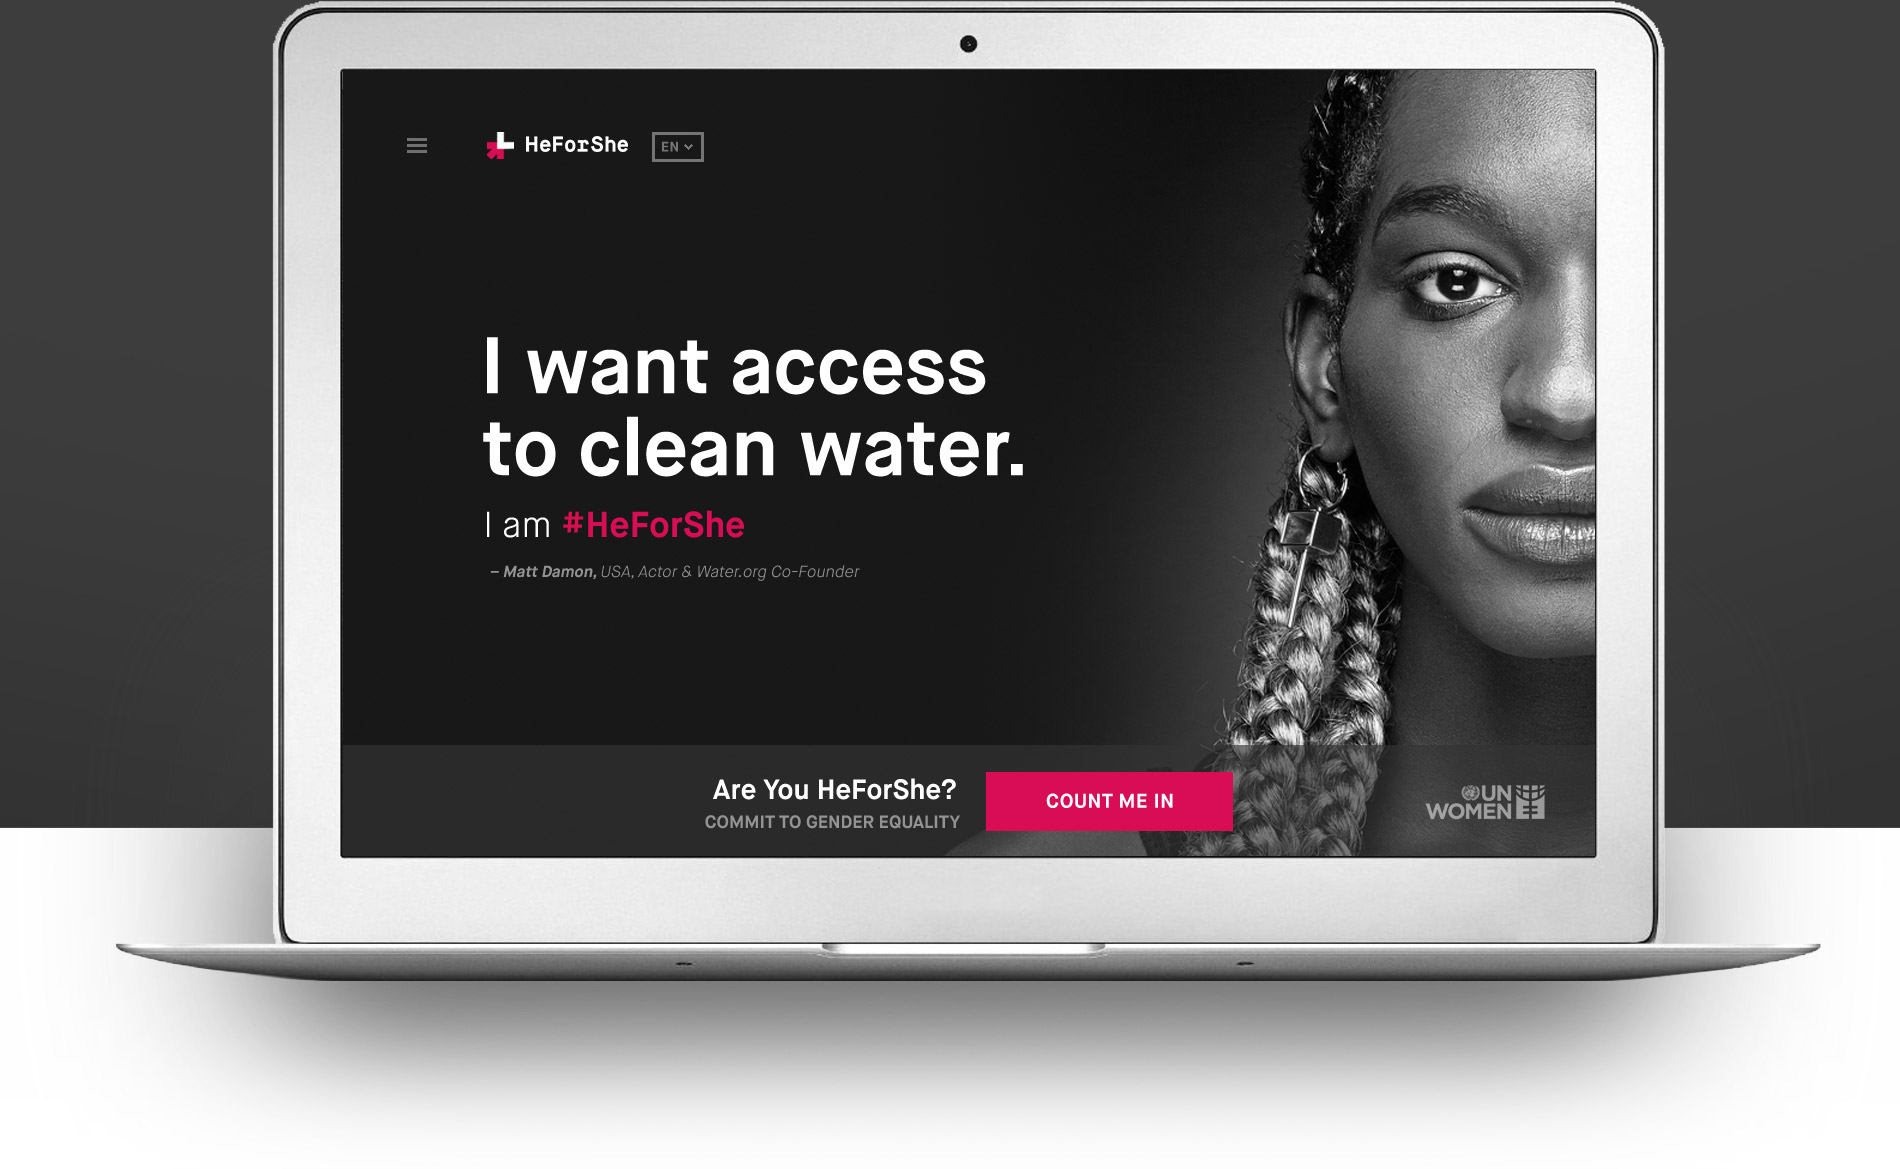 HeForShe
EN
I want access
to clean water.
I am #HeForShe
– Matt Damon, USA, Actor & Water.org Co-Founder
Are You HeForShe?
COMMIT TO GENDER EQUALITY
COUNT ME IN
UN
WOMEN